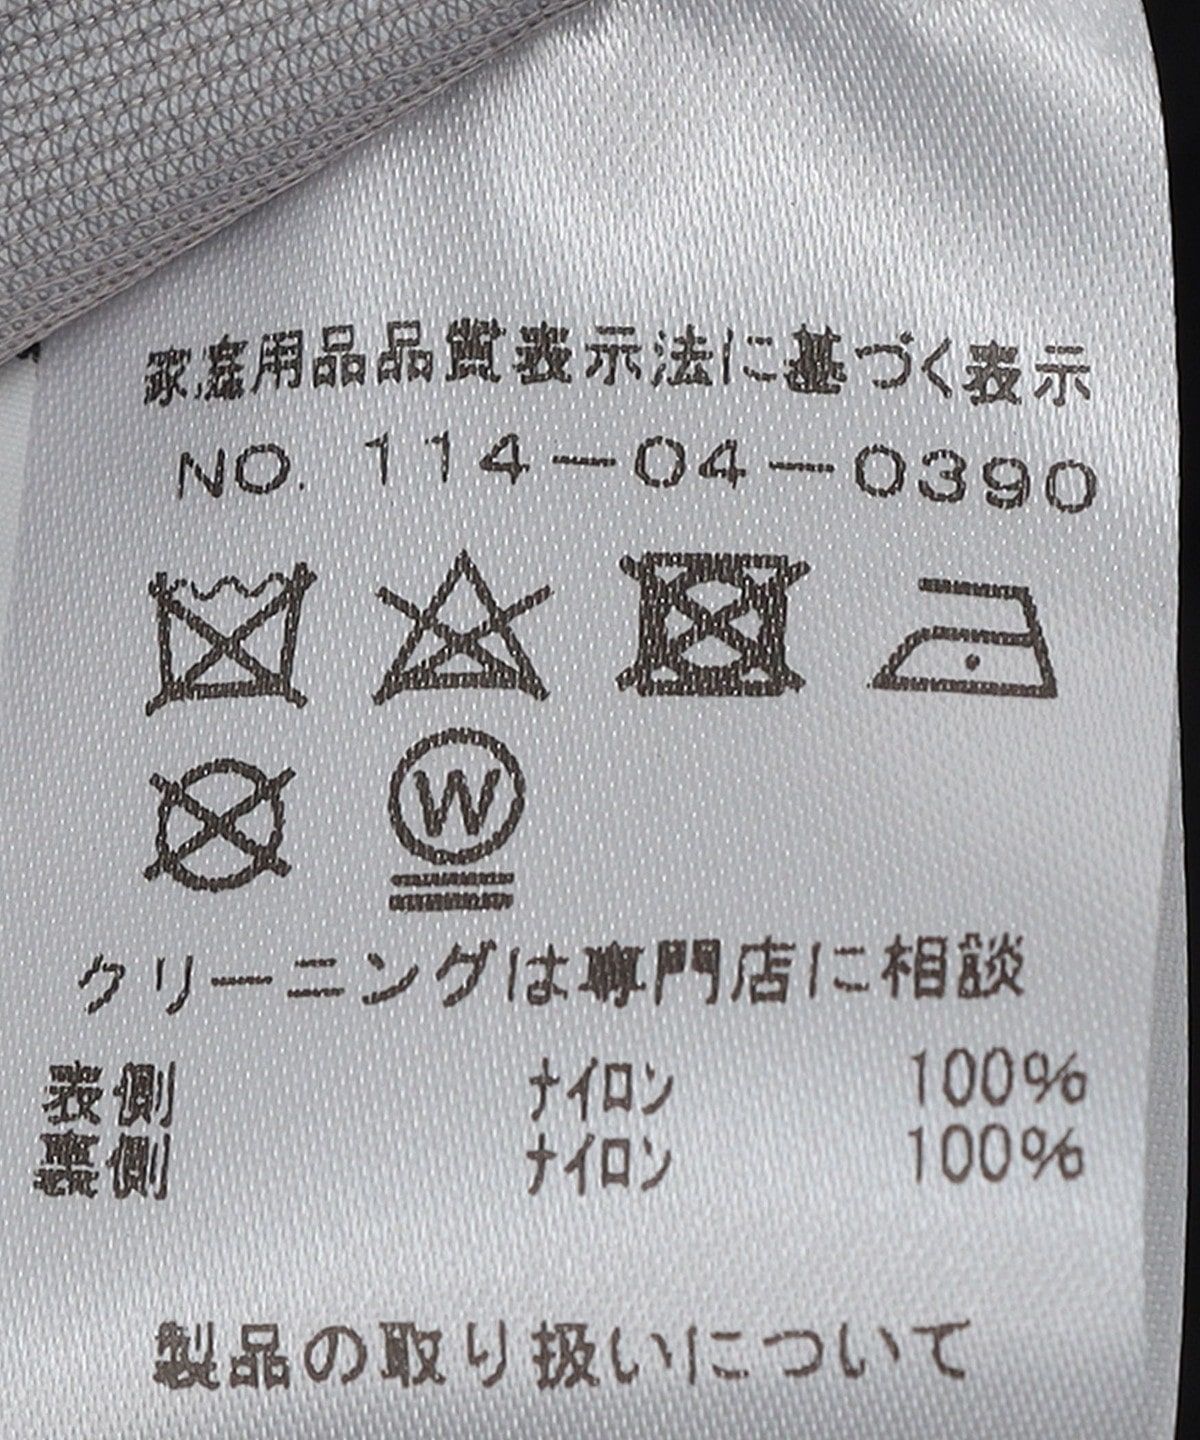 家庭用品品質表示法に基づく表示
NO. 114-04-0390
W
クリーニングは専門店に相談
表側 ナイロン 100%
裏側 ナイロン 100%
製品の取り扱いについて